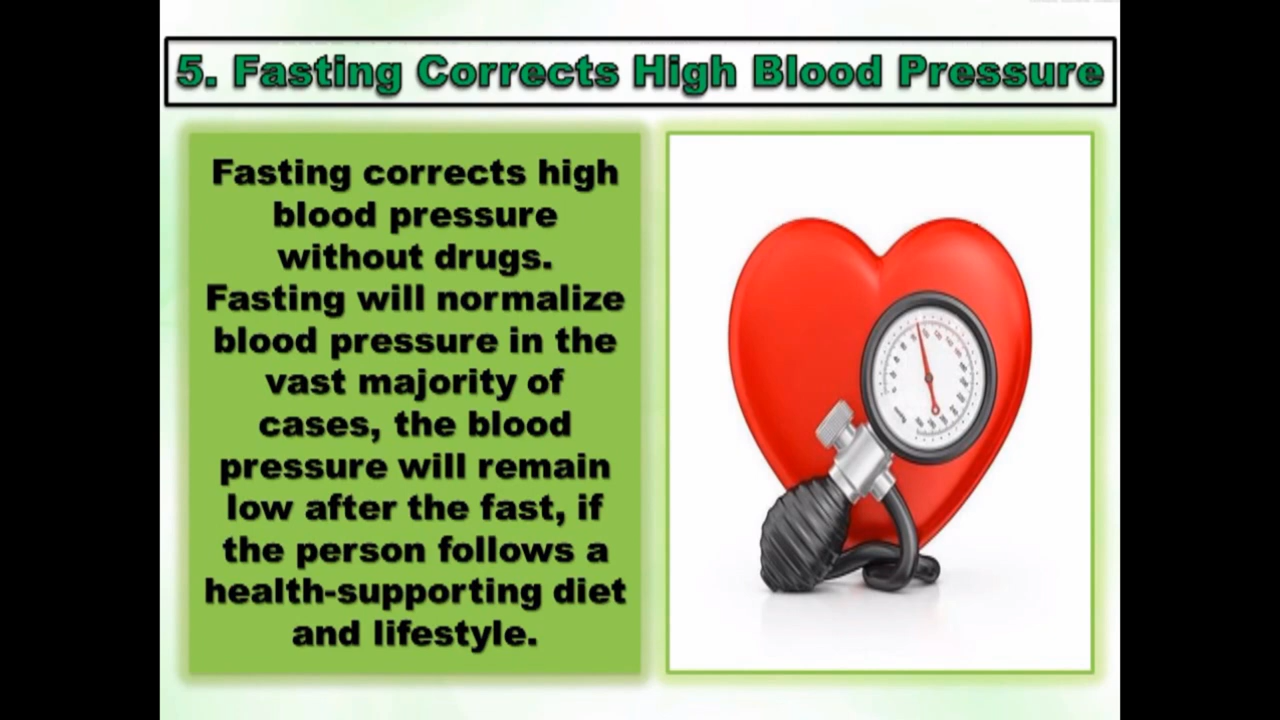 5. Fasting Corrects High Blood Pressure
Fasting corrects high
blood pressure
without drugs.
Fasting will normalize
blood pressure in the
vast majority of
cases, the blood
pressure will remain
low after the fast, if
the person follows a
health-supporting diet
and lifestyle.